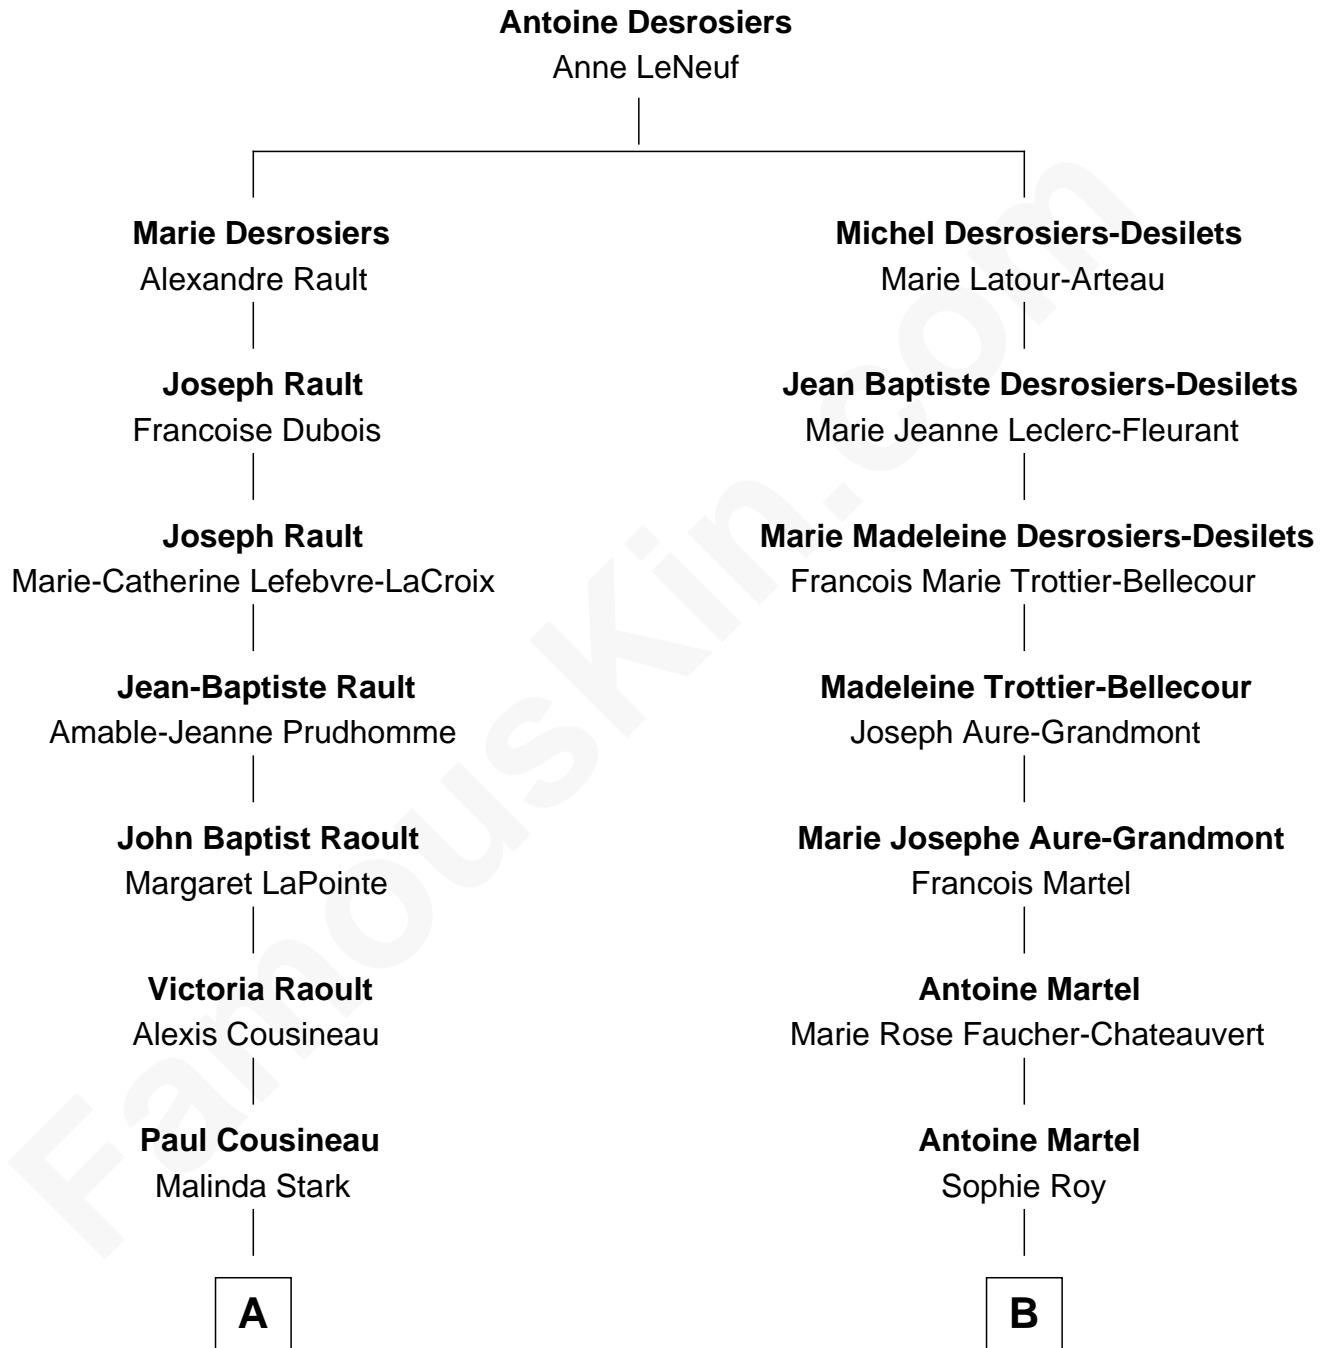 Antoine Desrosiers
Anne LeNeuf
Marie Desrosiers
Alexandre Rault
Joseph Rault
Francoise Dubois
Joseph Rault
Marie-Catherine Lefebvre-LaCroix
Jean-Baptiste Rault
Amable-Jeanne Prudhomme
John Baptist Raoult
Margaret LaPointe
Victoria Raoult
Alexis Cousineau
Paul Cousineau
Malinda Stark
A
Michel Desrosiers-Desilets
Marie Latour-Arteau
Jean Baptiste Desrosiers-Desilets
Marie Jeanne Leclerc-Fleurant
Marie Madeleine Desrosiers-Desilets
Francois Marie Trottier-Bellecour
Madeleine Trottier-Bellecour
Joseph Aure-Grandmont
Marie Josephe Aure-Grandmont
Francois Martel
Antoine Martel
Marie Rose Faucher-Chateauvert
Antoine Martel
Sophie Roy
B
FamousKin.com